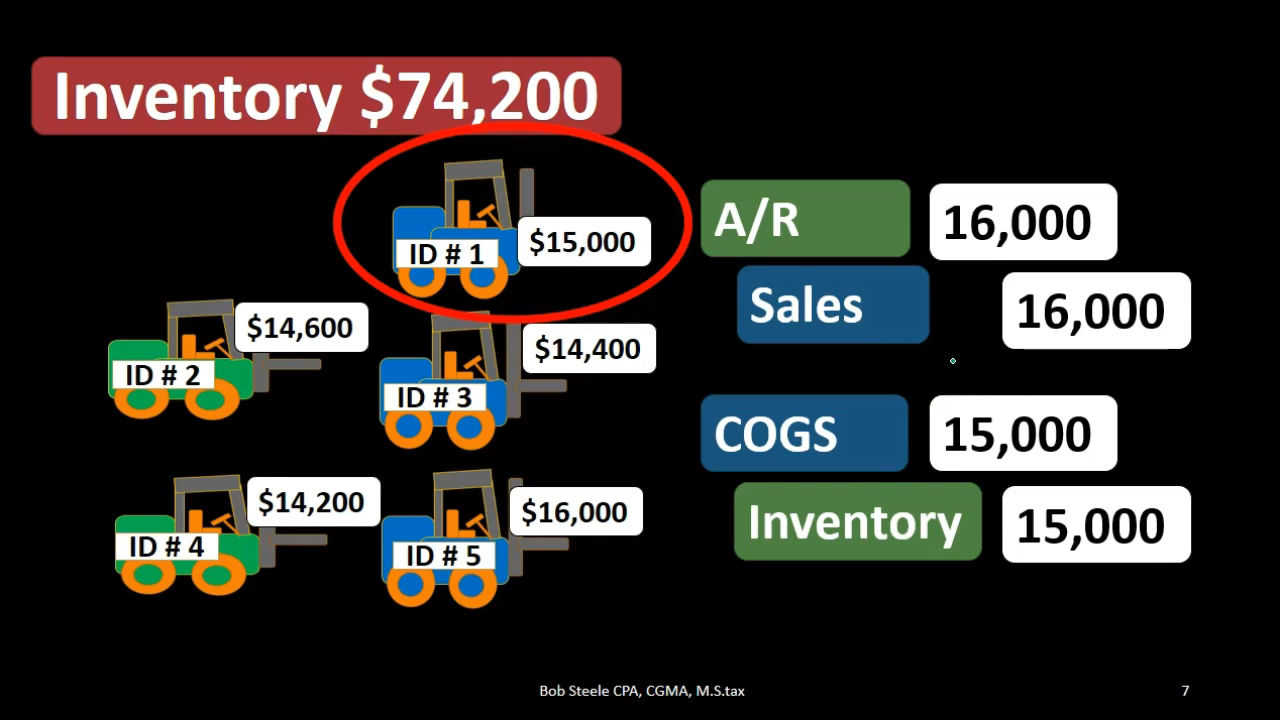 Inventory $74,200
ID # 1
$15,000
$14,600
ID # 2
$14,400
ID # 3
$14,200
ID # 4
$16,000
ID # 5
A/R 16,000
Sales 16,000
COGS 15,000
Inventory 15,000
Bob Steele CPA, CGMA, M.S.tax
7